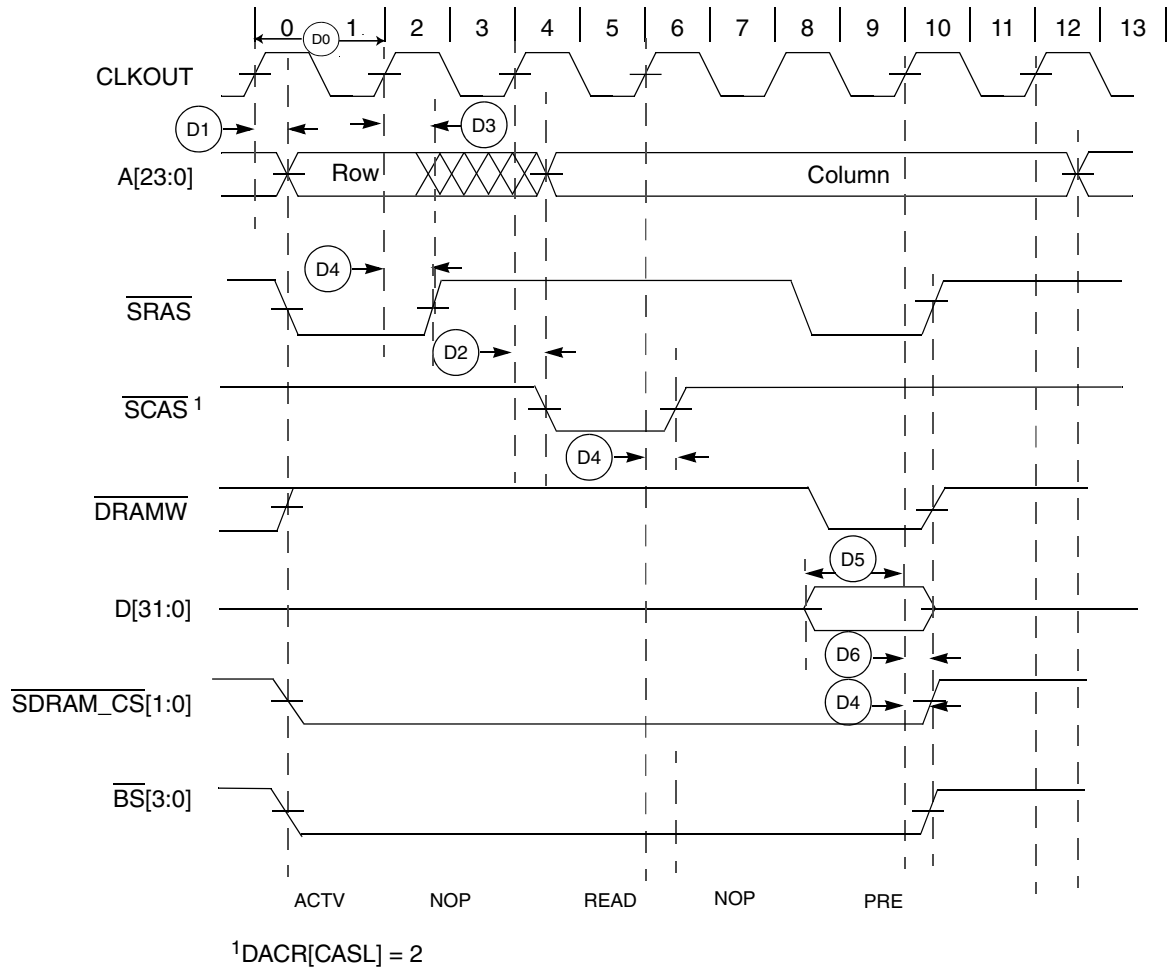 0 1 2 3 4 5 6 7 8 9 10 11 12 13
D0
CLKOUT
D1
D3
A[23:0]
Row
Column
D4
SRAS
D2
SCAS 1
D4
DRAMW
D5
D[31:0]
D6
SDRAM_CS[1:0]
D4
BS[3:0]
ACTV NOP READ NOP PRE
1DACR[CASL] = 2